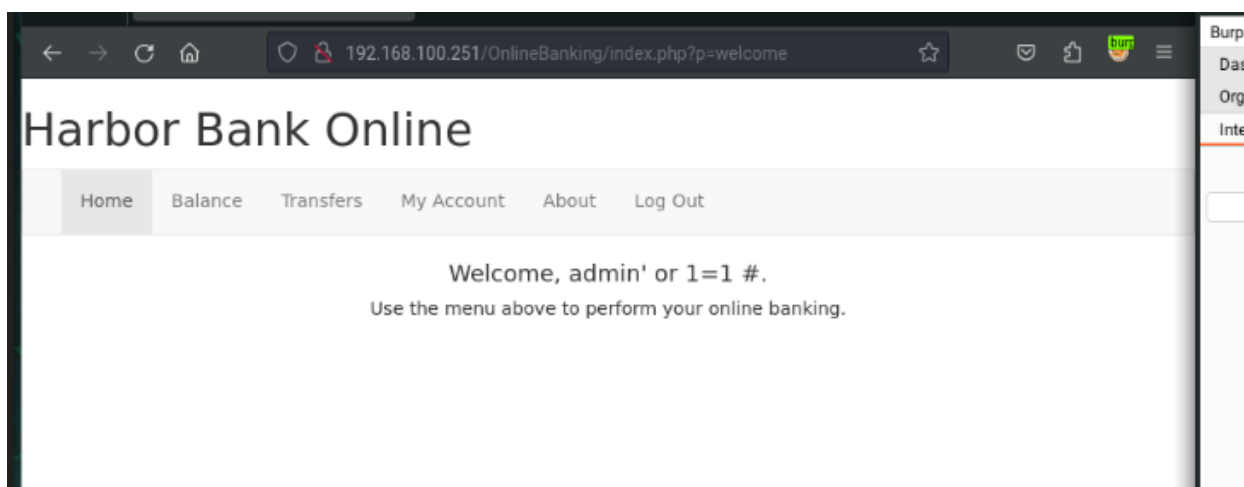 192.168.100.251/OnlineBanking/index.php?p=welcome
burp
Burp
Das
Org
Inte
Harbor Bank Online
Home Balance Transfers My Account About Log Out
Welcome, admin' or 1=1 #.
Use the menu above to perform your online banking.